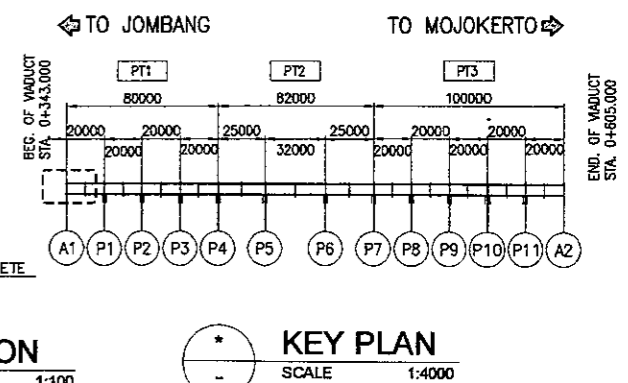 TO JOMBANG
TO MOJOKERTO
BEG. OF VIADUCT
STA. 0+343.000
PT1
PT2
PT3
80000
82000
100000
20000 20000 25000 25000 20000 20000
20000 20000 32000 20000 20000 20000
END. OF VIADUCT
STA. 0+605.000
A1 P1 P2 P3 P4 P5 P6 P7 P8 P9 P10 P11 A2
ETE
ON
1:100
*
-
KEY PLAN
SCALE 1:4000